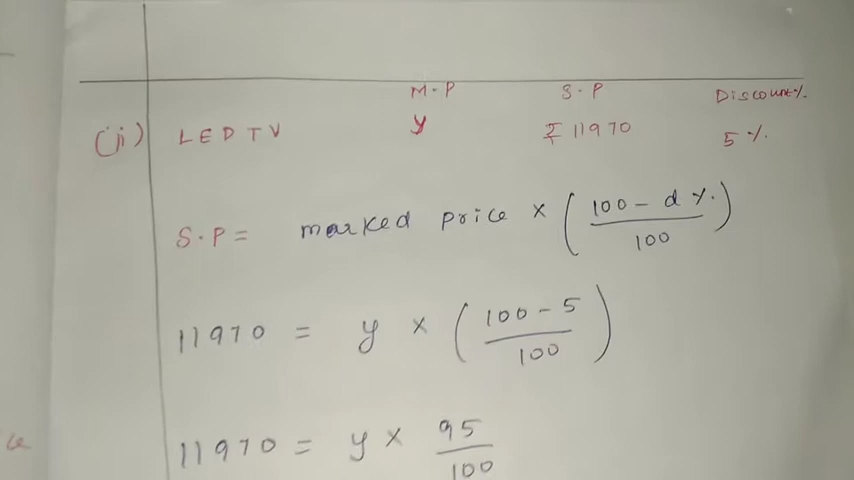 M.P S.P Discount%
(ii) LED TV y ₹ 11970 5%
S.P = marked price × (100 - d% / 100)
11970 = y × (100 - 5 / 100)
11970 = y × 95 / 100